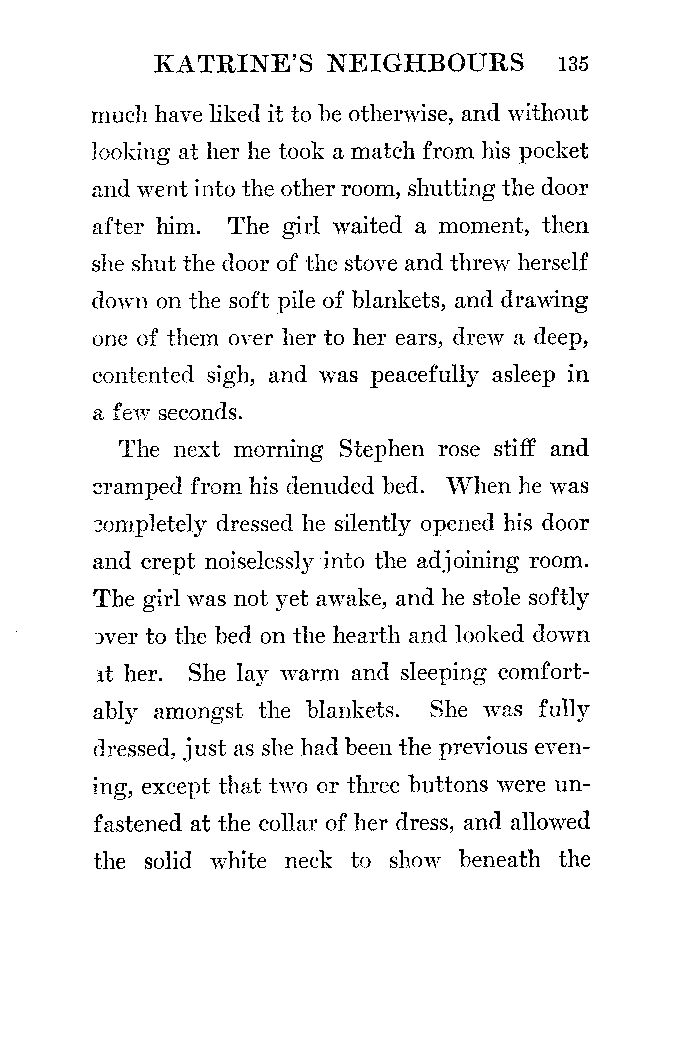 KATRINE'S NEIGHBOURS 135
much have liked it to be otherwise, and without
looking at her he took a match from his pocket
and went into the other room, shutting the door
after him. The girl waited a moment, then
she shut the door of the stove and threw herself
down on the soft pile of blankets, and drawing
one of them over her to her ears, drew a deep,
contented sigh, and was peacefully asleep in
a few seconds.
The next morning Stephen rose stiff and
cramped from his denuded bed. When he was
completely dressed he silently opened his door
and crept noiselessly into the adjoining room.
The girl was not yet awake, and he stole softly
over to the bed on the hearth and looked down
at her. She lay warm and sleeping comfort-
ably amongst the blankets. She was fully
dressed, just as she had been the previous even-
ing, except that two or three buttons were un-
fastened at the collar of her dress, and allowed
the solid white neck to show beneath the